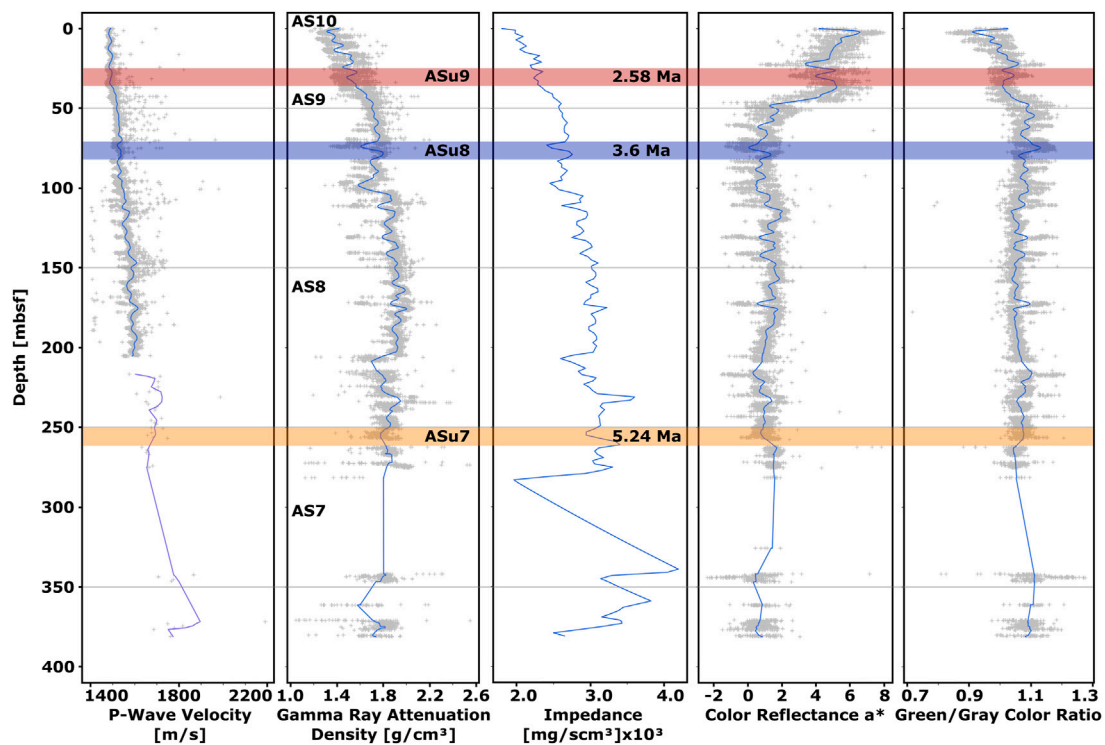 Depth [mbsf]
0
50
100
150
200
250
300
350
400
AS10
ASu9
2.58 Ma
AS9
ASu8
3.6 Ma
AS8
ASu7
5.24 Ma
AS7
1400 1800 2200
1.0 1.4 1.8 2.2 2.6
2.0 3.0 4.0
-2 0 2 4 6 8
0.7 0.9 1.1 1.3
P-Wave Velocity
[m/s]
Gamma Ray Attenuation
Density [g/cm³]
Impedance
[mg/scm³]x10³
Color Reflectance a*
Green/Gray Color Ratio